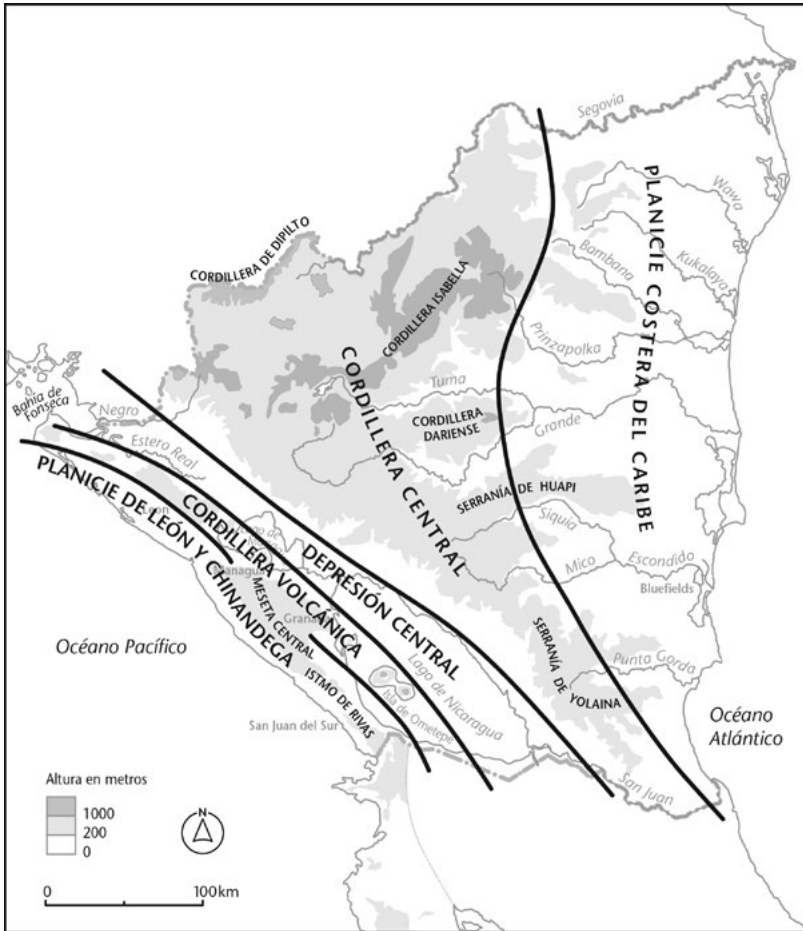 Segovia
PLANICIE COSTERA DEL CARIBE
Wawa
Kukalaya
Bambana
Prinzapolka
CORDILLERA DE DIPILTO
CORDILLERA ISABELLA
CORDILLERA CENTRAL
Tuma
CORDILLERA
DARIENSE
Grande
Bahía de
Fonseca
Negro
Estero Real
León
PLANICIE DE LEÓN Y CHINANDEGA
CORDILLERA VOLCÁNICA
DEPRESIÓN CENTRAL
SERRANÍA DE HUAPI
Siquia
Mico
Escondido
Bluefields
Managua
MESETA CENTRAL
Granada
ISTMO DE RIVAS
Lago de Nicaragua
Isla de Ometepe
SERRANÍA DE
YOLAINA
Punta Gorda
Océano Pacífico
San Juan del Sur
Océano
Atlántico
San Juan
Altura en metros
1000
200
0
N
0
100 km